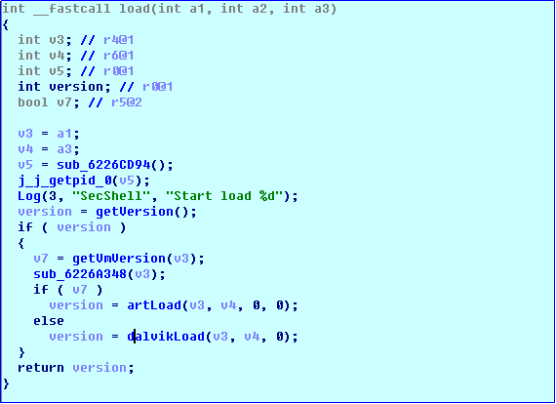 int __fastcall load(int a1, int a2, int a3)
{
int v3; // r4@1
int v4; // r6@1
int v5; // r0@1
int version; // r0@1
bool v7; // r5@2
v3 = a1;
v4 = a3;
v5 = sub_6226CD94();
j_j_getpid_0(v5);
Log(3, "SecShell", "Start load %d");
version = getVersion();
if ( version )
{
v7 = getVmVersion(v3);
sub_6226A348(v3);
if ( v7 )
version = artLoad(v3, v4, 0, 0);
else
version = dalvikLoad(v3, v4, 0);
}
return version;
}